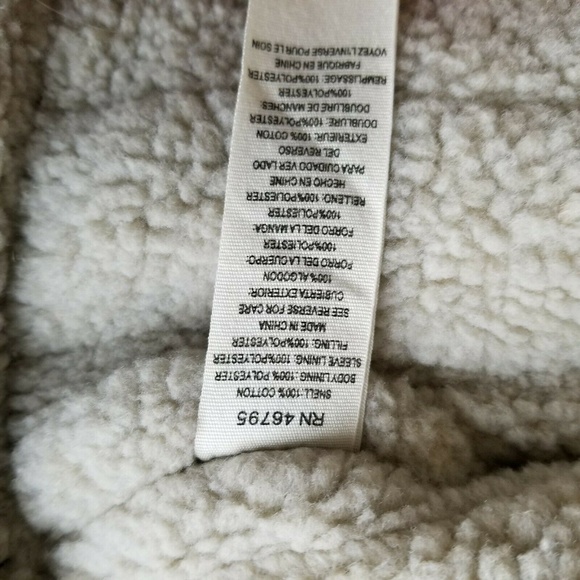 RN 46795
SHELL: 100% COTTON
BODY LINING: 100% POLYESTER
SLEEVE LINING: 100%POLYESTER
FILLING: 100%POLYESTER
MADE IN CHINA
SEE REVERSE FOR CARE
CUBIERTA EXTERIOR:
100%ALGODON
FORRO DE LA CUERPO:
100%POLIESTER
FORRO DE LA MANGA:
100%POLIESTER
RELLENO: 100%POLIESTER
HECHO EN CHINE
PARA CUIDADO VER LADO
DEL REVERSO
EXTERIEUR: 100% COTON
DOUBLURE: 100%POLYESTER
DOUBLURE DE MANCHES
100%POLYESTER
REMPLISSAGE: 100%POLYESTER
FABRIQUE EN CHINE
VOYEZ L'INVERSE POUR LE SOIN